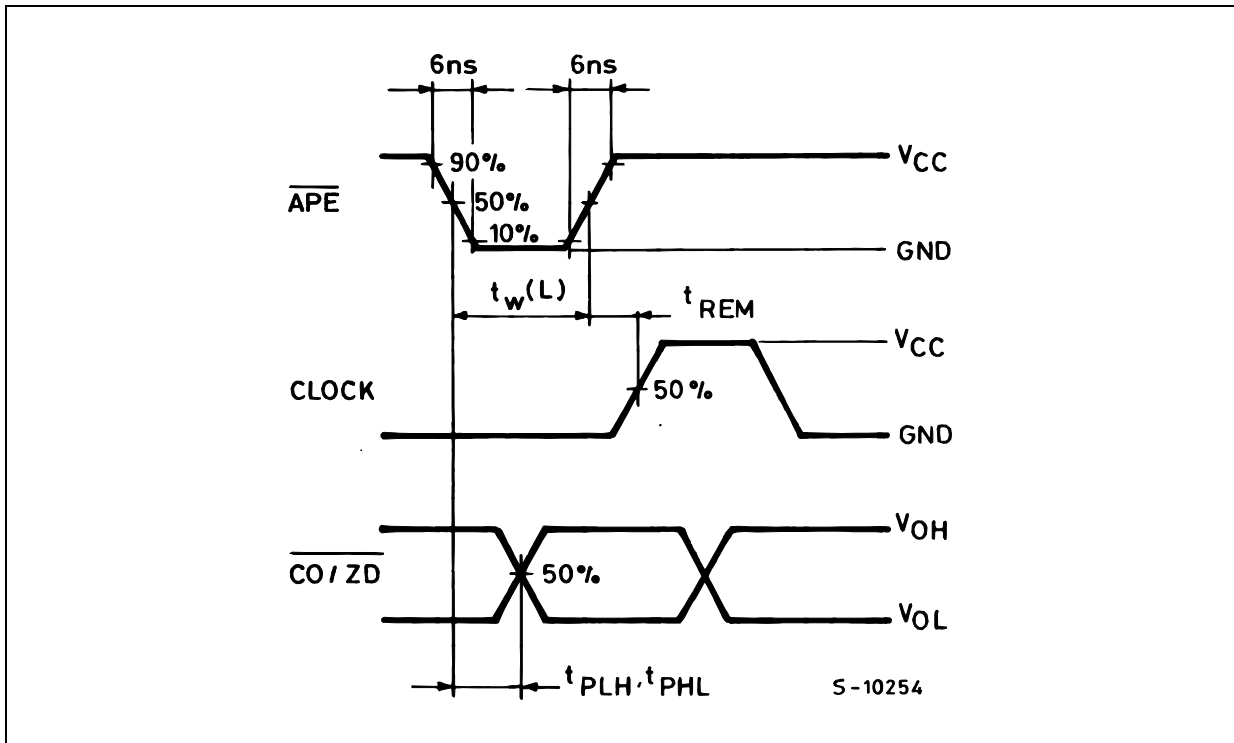 6ns 6ns
90%
VCC
APE
50%
10%
GND
tw(L)
tREM
VCC
CLOCK
50%
GND
VOH
CO/ZD
50%
VOL
tPLH, tPHL
S-10254